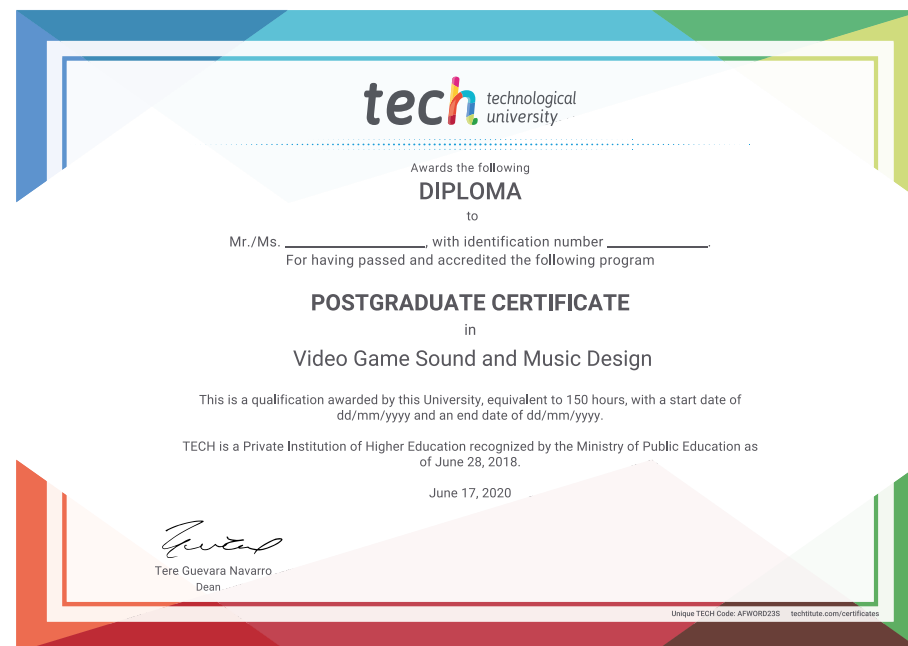 tech technological
university
Awards the following
DIPLOMA
to
Mr./Ms. ____________, with identification number ____________.
For having passed and accredited the following program
POSTGRADUATE CERTIFICATE
in
Video Game Sound and Music Design
This is a qualification awarded by this University, equivalent to 150 hours, with a start date of
dd/mm/yyyy and an end date of dd/mm/yyyy.
TECH is a Private Institution of Higher Education recognized by the Ministry of Public Education as
of June 28, 2018.
June 17, 2020
Tere Guevara Navarro
Dean
Unique TECH Code: AFWORD23S techtitute.com/certificates